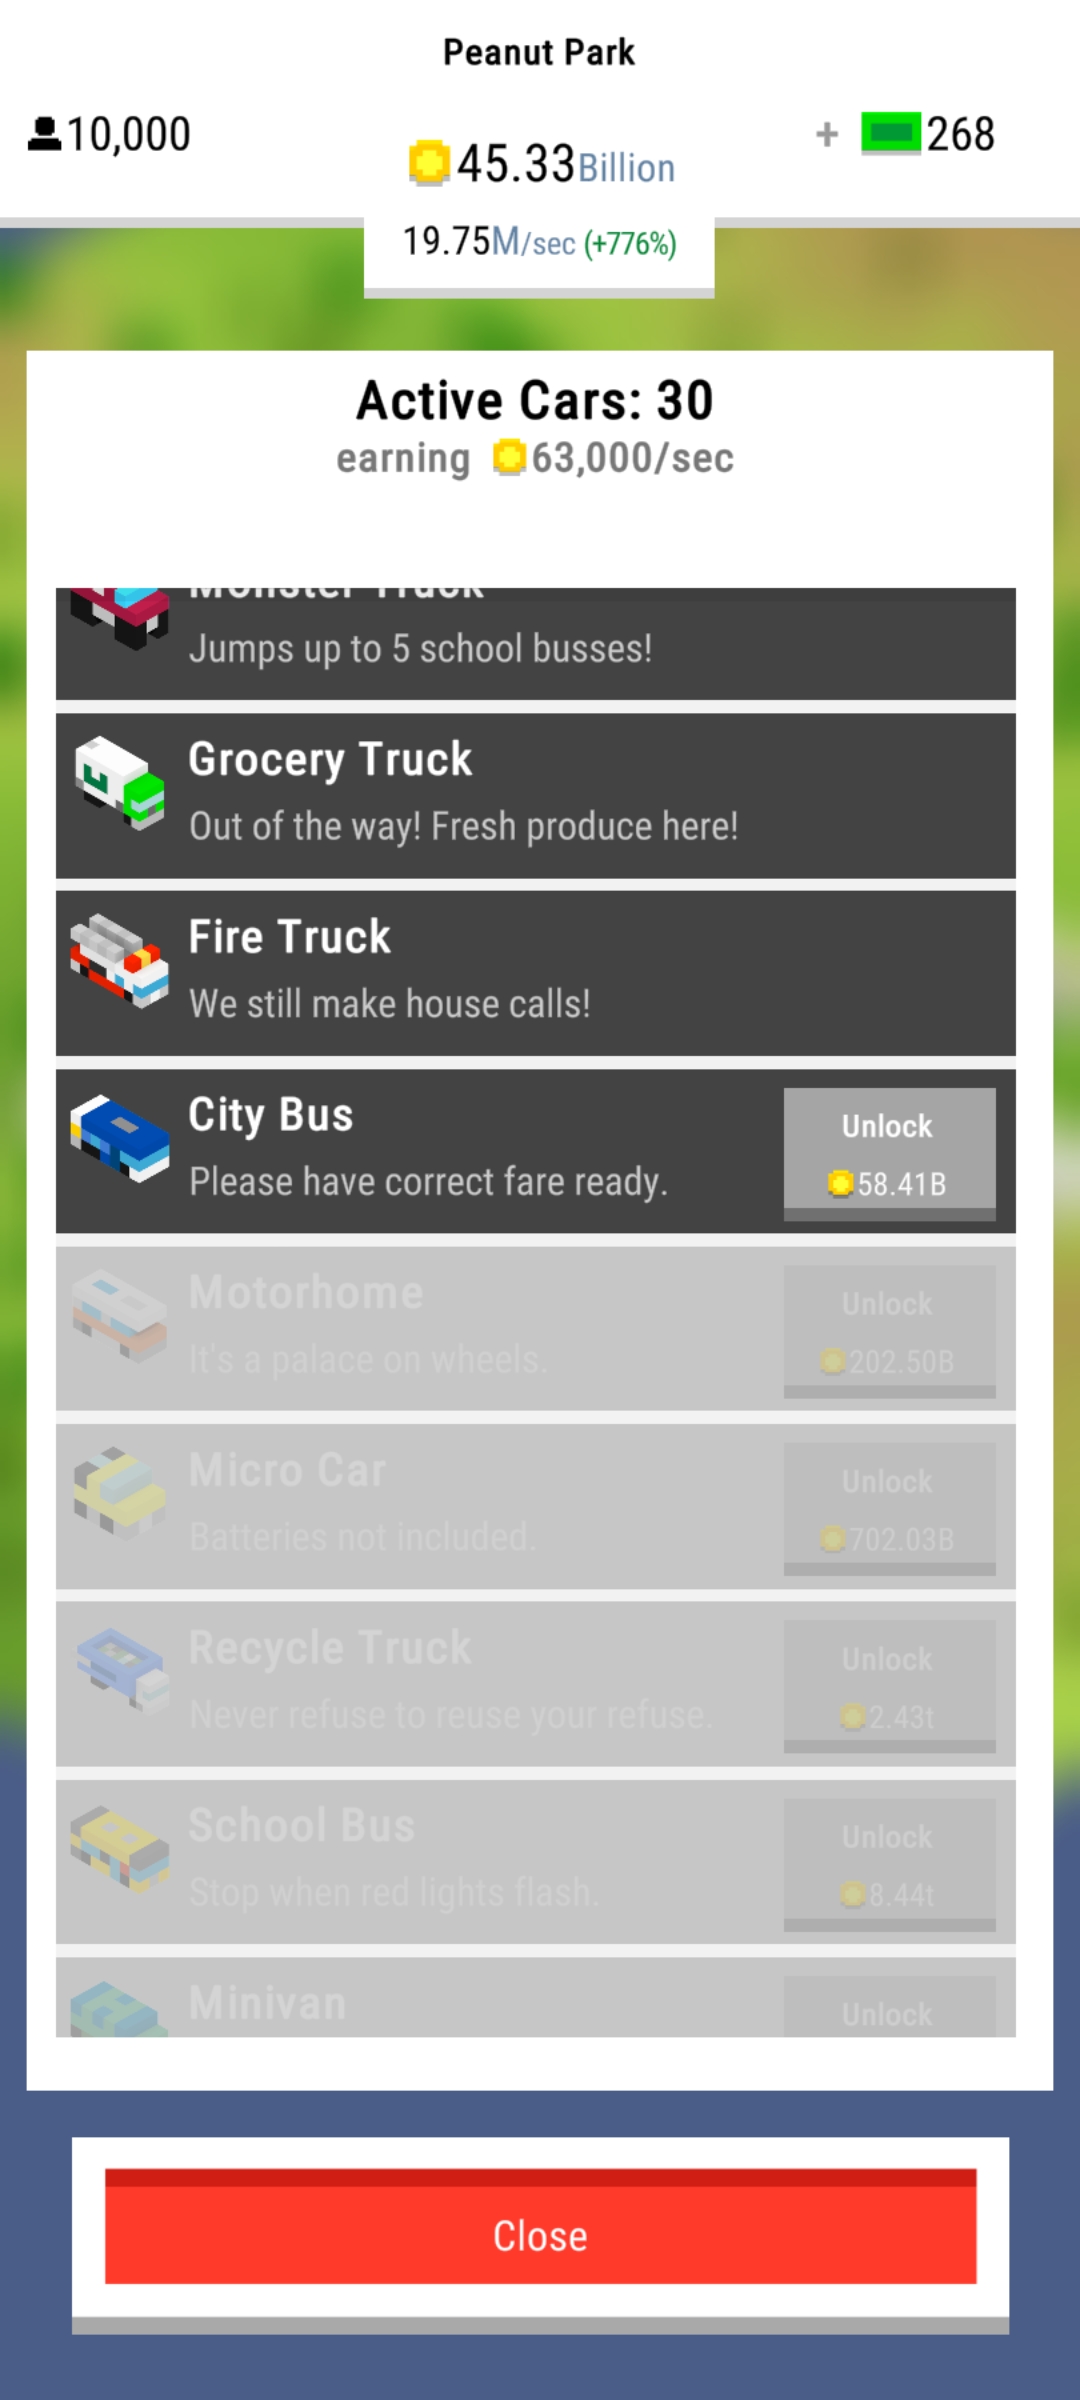 Peanut Park
10,000
45.33Billion
+ 268
19.75M/sec (+776%)
Active Cars: 30
earning 63,000/sec
Monster Truck
Jumps up to 5 school busses!
Grocery Truck
Out of the way! Fresh produce here!
Fire Truck
We still make house calls!
City Bus
Please have correct fare ready.
Unlock
58.41B
Motorhome
It's a palace on wheels.
Unlock
202.50B
Micro Car
Batteries not included.
Unlock
702.03B
Recycle Truck
Never refuse to reuse your refuse.
Unlock
2.43t
School Bus
Stop when red lights flash.
Unlock
8.44t
Minivan
Unlock
Close